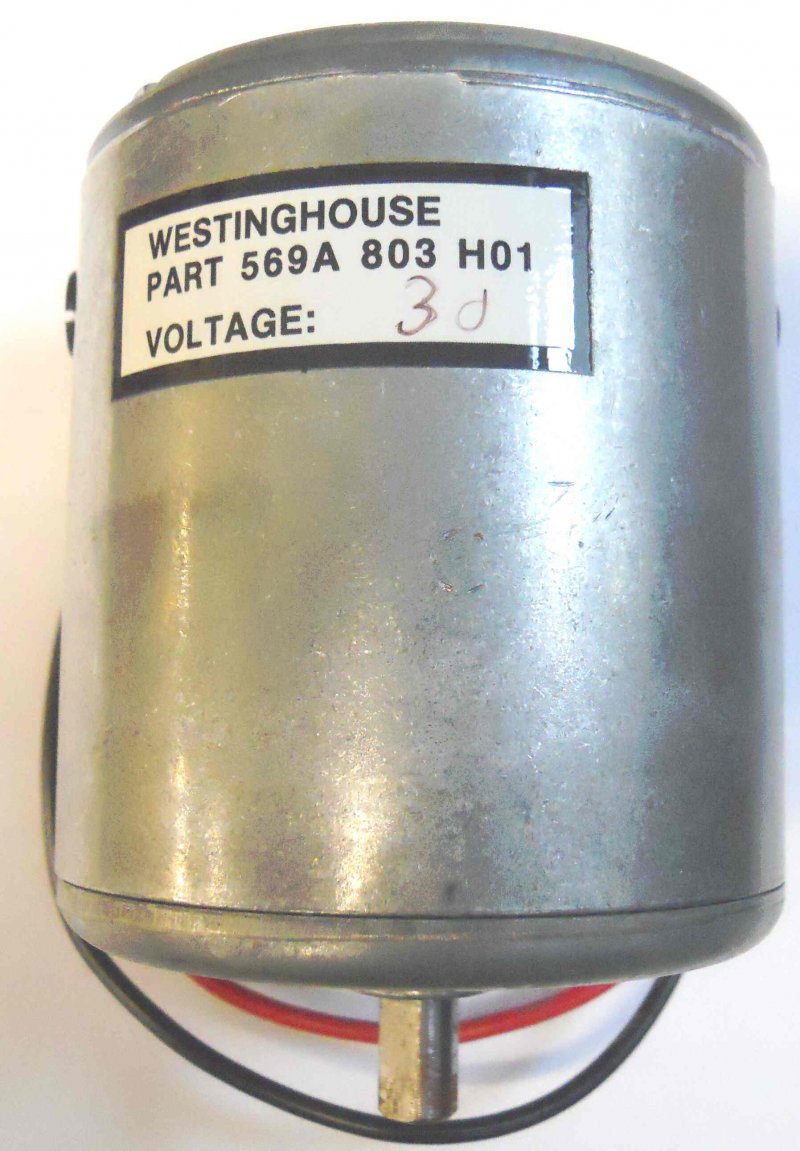 WESTINGHOUSE
PART 569A 803 H01
VOLTAGE: 30